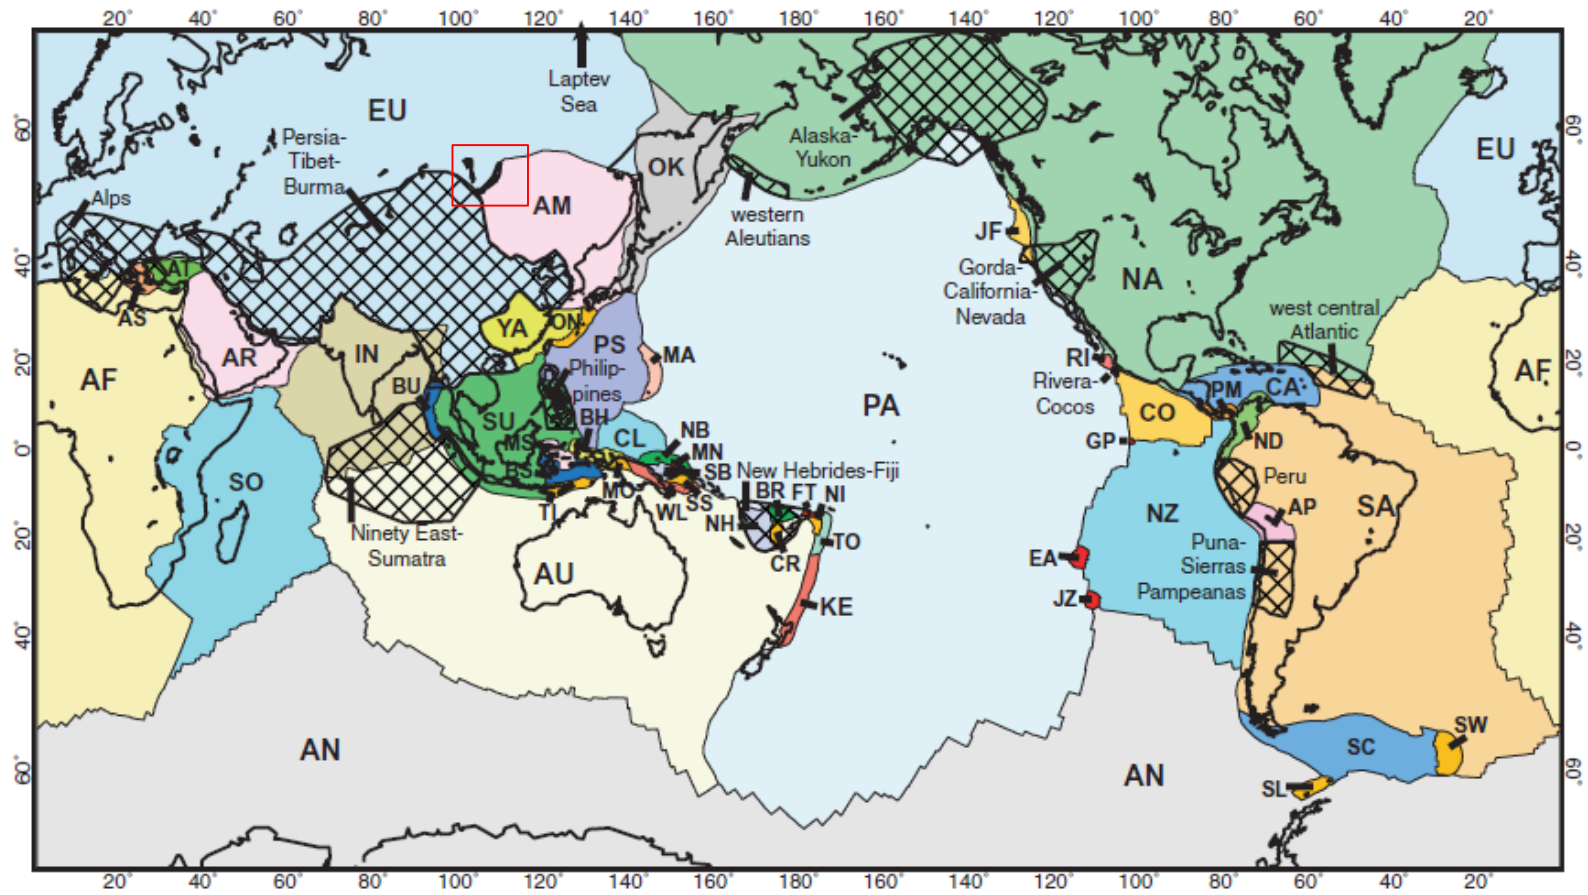 20° 40° 60° 80° 100° 120° 140° 160° 180° 160° 140° 120° 100° 80° 60° 40° 20°
Laptev
Sea
EU
60°
60°
Persia-
Tibet-
Burma
Alaska-
Yukon
OK
EU
Alps
AM
western
Aleutians
JF
40°
40°
AT
Gorda-
California-
Nevada
NA
AS
west central
Atlantic
YA
ON
PS
AR
IN
MA
RI
20°
20°
AF
BU
Philip-
pines
Rivera-
Cocos
PM
CA
AF
PA
CO
SU
BH
CL
NB
GP
ND
0°
0°
MS
MN
BS
SB
New Hebrides-Fiji
Peru
SO
MO
SS
BR
FT
NI
TI
WL
NH
AP
SA
NZ
20°
20°
Ninety East-
Sumatra
TO
Puna-
Sierras
Pampeanas
CR
EA
AU
JZ
KE
40°
40°
SW
AN
SC
60°
60°
AN
SL
20° 40° 60° 80° 100° 120° 140° 160° 180° 160° 140° 120° 100° 80° 60° 40° 20°